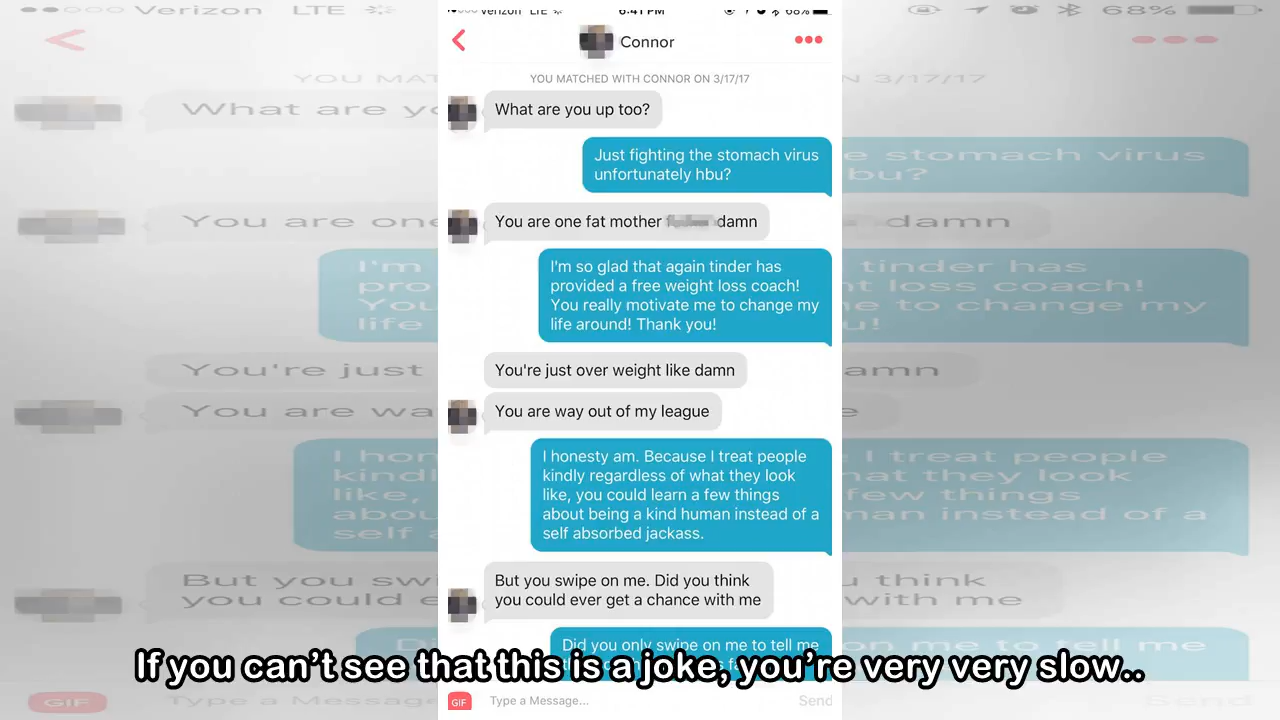 Verizon LTE 6:41 PM 68%
Connor
YOU MATCHED WITH CONNOR ON 3/17/17
What are you up too?
Just fighting the stomach virus
unfortunately hbu?
You are one fat mother damn
I'm so glad that again tinder has
provided a free weight loss coach!
You really motivate me to change my
life around! Thank you!
You're just over weight like damn
You are way out of my league
I honesty am. Because I treat people
kindly regardless of what they look
like, you could learn a few things
about being a kind human instead of a
self absorbed jackass.
But you swipe on me. Did you think
you could ever get a chance with me
Did you only swipe on me to tell me
If you can't see that this is a joke, you're very very slow..
GIF Type a Message... Send